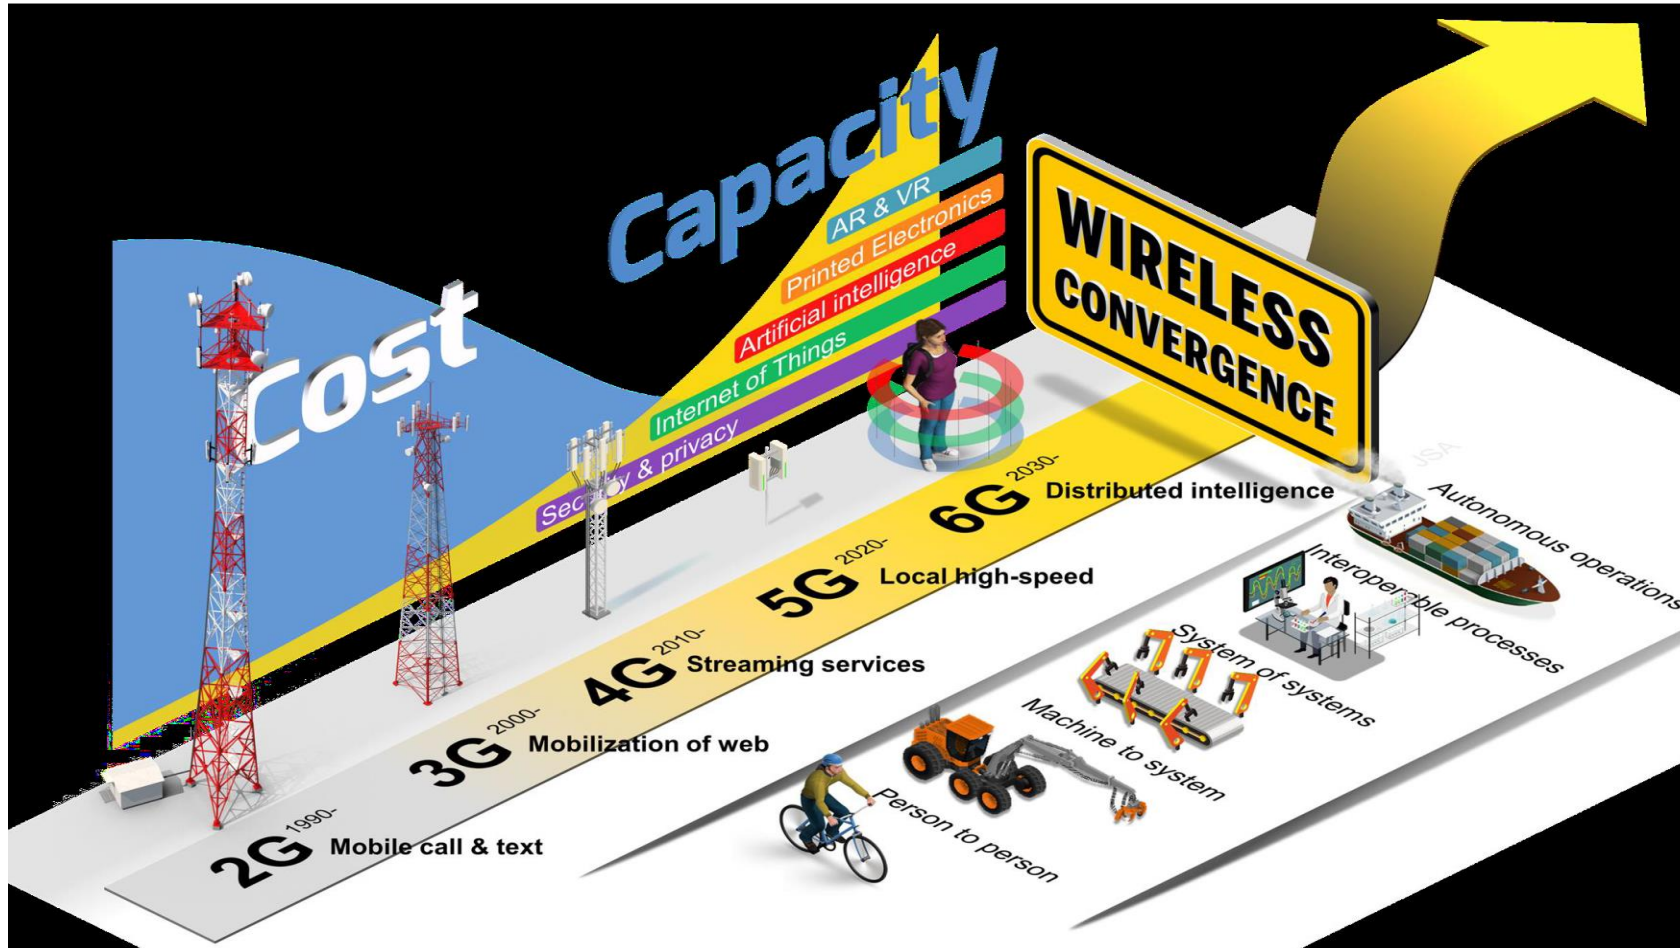 Capacity
Cost
AR & VR
Printed Electronics
Artificial intelligence
Internet of Things
Security & privacy
WIRELESS
CONVERGENCE
JSA
6G 2030- Distributed intelligence
5G 2020- Local high-speed
4G 2010- Streaming services
3G 2000- Mobilization of web
2G 1990- Mobile call & text
Autonomous operations
Interoperable processes
System of systems
Machine to system
Person to person